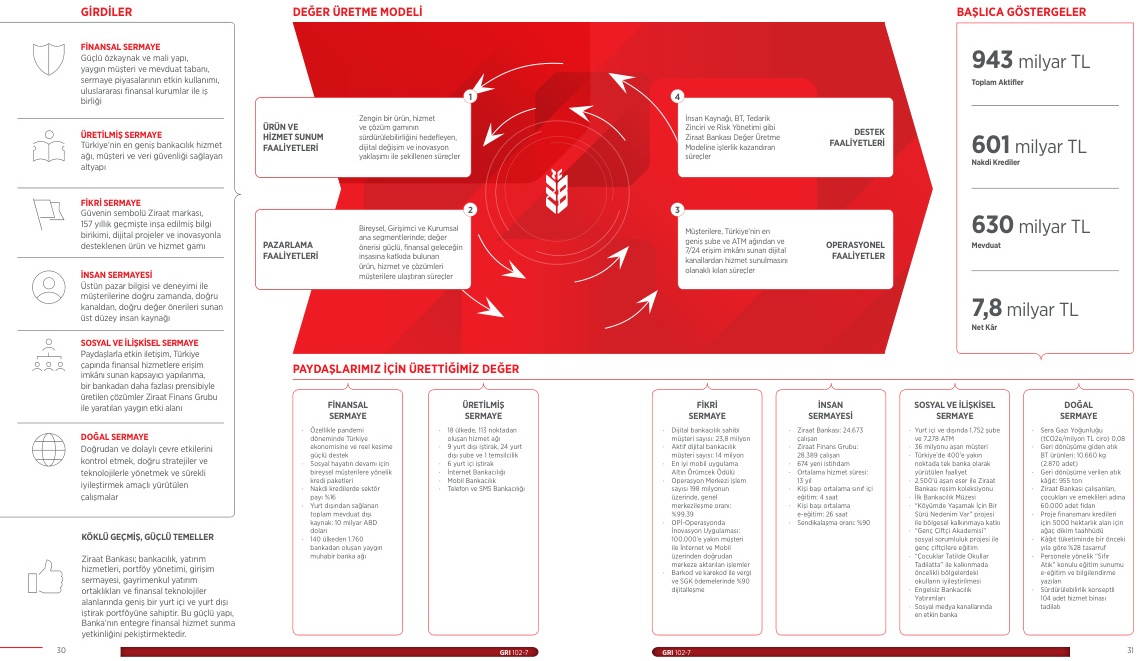 GİRDİLER
FİNANSAL SERMAYE
Güçlü özkaynak ve mali yapı,
yaygın müşteri ve mevduat tabanı,
sermaye piyasalarının etkin kullanımı,
uluslararası finansal kurumlar ile iş
birliği
ÜRETİLMİŞ SERMAYE
Türkiye'nin en geniş bankacılık hizmet
ağı, müşteri ve veri güvenliği sağlayan
altyapı
FİKRİ SERMAYE
Güvenin sembolü Ziraat markası,
157 yıllık geçmişte inşa edilmiş bilgi
birikimi, dijital projeler ve inovasyonla
desteklenen ürün ve hizmet gamı
İNSAN SERMAYESİ
Üstün pazar bilgisi ve deneyimi ile
müşterilerine doğru zamanda, doğru
kanaldan, doğru değer önerileri sunan
üst düzey insan kaynağı
SOSYAL VE İLİŞKİSEL SERMAYE
Paydaşlarla etkin iletişim, Türkiye
çapında finansal hizmetlere erişim
imkânı sunan kapsayıcı yapılanma,
bir bankadan daha fazlası prensibiyle
üretilen çözümler Ziraat Finans Grubu
ile yaratılan yaygın etki alanı
DOĞAL SERMAYE
Doğrudan ve dolaylı çevre etkilerini
kontrol etmek, doğru stratejiler ve
teknolojilerle yönetmek ve sürekli
iyileştirmek amaçlı yürütülen
çalışmalar
KÖKLÜ GEÇMİŞ, GÜÇLÜ TEMELLER
Ziraat Bankası; bankacılık, yatırım
hizmetleri, portföy yönetimi, girişim
sermayesi, gayrimenkul yatırım
ortaklıkları ve finansal teknolojiler
alanlarında geniş bir yurt içi ve yurt dışı
iştirak portföyüne sahiptir. Bu güçlü yapı,
Banka'nın entegre finansal hizmet sunma
yetkinliğini pekiştirmektedir.
30
DEĞER ÜRETME MODELİ
1
ÜRÜN VE
HİZMET SUNUM
FAALİYETLERİ
Zengin bir ürün, hizmet
ve çözüm gamının
sürdürülebilirliğini hedefleyen,
dijital değişim ve inovasyon
yaklaşımı ile şekillenen süreçler
2
PAZARLAMA
FAALİYETLERİ
Bireysel, Girişimci ve Kurumsal
ana segmentlerinde; değer
önerisi güçlü, finansal geleceğin
inşasına katkıda bulunan
ürün, hizmet ve çözümleri
müşterilere ulaştıran süreçler
4
İnsan Kaynağı, BT, Tedarik
Zinciri ve Risk Yönetimi gibi
Ziraat Bankası Değer Üretme
Modeline işlerlik kazandıran
süreçler
DESTEK
FAALİYETLERİ
3
Müşterilere, Türkiye'nin en
geniş şube ve ATM ağından ve
7/24 erişim imkânı sunan dijital
kanallardan hizmet sunulmasını
olanaklı kılan süreçler
OPERASYONEL
FAALİYETLER
BAŞLICA GÖSTERGELER
943 milyar TL
Toplam Aktifler
601 milyar TL
Nakdi Krediler
630 milyar TL
Mevduat
7,8 milyar TL
Net Kâr
PAYDAŞLARIMIZ İÇİN ÜRETTİĞİMİZ DEĞER
FİNANSAL
SERMAYE
· Özellikle pandemi
döneminde Türkiye
ekonomisine ve reel kesime
güçlü destek
· Sosyal hayatın devamı için
bireysel müşterilere yönelik
kredi paketleri
· Nakdi kredilerde sektör
payı %16
· Yurt dışından sağlanan
toplam mevduat dışı
kaynak: 10 milyar ABD
doları
· 140 ülkeden 1.760
bankadan oluşan yaygın
muhabir banka ağı
ÜRETİLMİŞ
SERMAYE
· 18 ülkede, 113 noktadan
oluşan hizmet ağı
· 9 yurt dışı iştirak, 24 yurt
dışı şube ve 1 temsilcilik
· 6 yurt içi iştirak
· İnternet Bankacılığı
· Mobil Bankacılık
· Telefon ve SMS Bankacılığı
FİKRİ
SERMAYE
· Dijital bankacılık sahibi
müşteri sayısı: 23,8 milyon
· Aktif dijital bankacılık
müşteri sayısı: 14 milyon
· En iyi mobil uygulama
Altın Örümcek Ödülü
· Operasyon Merkezi işlem
sayısı 198 milyonun
üzerinde, genel
merkezileşme oranı:
%99,39
· OPİ-Operasyonda
İnovasyon Uygulaması:
100.000'e yakın müşteri
ile İnternet ve Mobil
üzerinden doğrudan
merkeze aktarılan işlemler
· Barkod ve karekod ile vergi
ve SGK ödemelerinde %90
dijitalleşme
İNSAN
SERMAYESİ
· Ziraat Bankası: 24.673
çalışan
· Ziraat Finans Grubu:
28.389 çalışan
· 674 yeni istihdam
· Ortalama hizmet süresi:
13 yıl
· Kişi başı ortalama sınıf içi
eğitim: 4 saat
· Kişi başı ortalama
e-eğitim: 26 saat
· Sendikalaşma oranı: %90
SOSYAL VE İLİŞKİSEL
SERMAYE
· Yurt içi ve dışında 1.752 şube
ve 7.278 ATM
· 36 milyonu aşan müşteri
· Türkiye'de 400'e yakın
noktada tek banka olarak
yürütülen faaliyet
· 2.500'ü aşan eser ile Ziraat
Bankası resim koleksiyonu
· İlk Bankacılık Müzesi
· "Köyümde Yaşamak İçin Bir
Sürü Nedenim Var" projesi
ile bölgesel kalkınmaya katkı
· "Genç Çiftçi Akademisi"
sosyal sorumluluk projesi ile
genç çiftçilere eğitim
· "Çocuklar Tatilde Okullar
Tadilatta" ile kalkınmada
öncelikli bölgelerdeki
okulların iyileştirilmesi
· Engelsiz Bankacılık
Yatırımları
· Sosyal medya kanallarında
en etkin banka
DOĞAL
SERMAYE
· Sera Gazı Yoğunluğu
(tCO2e/milyon TL ciro) 0,08
· Geri dönüşüme giden atık
BT ürünleri: 10.660 kg
(2.870 adet)
· Geri dönüşüme verilen atık
kâğıt: 955 ton
· Ziraat Bankası çalışanları,
çocukları ve emeklileri adına
60.000 adet fidan
· Proje finansmanı kredileri
için 5000 hektarlık alan için
ağaç dikim taahhüdü
· Kâğıt tüketiminde bir önceki
yıla göre %28 tasarruf
· Personele yönelik "Sıfır
Atık" konulu eğitim sunumu
e-eğitim ve bilgilendirme
yazıları
· Sürdürülebilirlik konseptli
104 adet hizmet binası
tadilatı
GRI 102-7
GRI 102-7
31